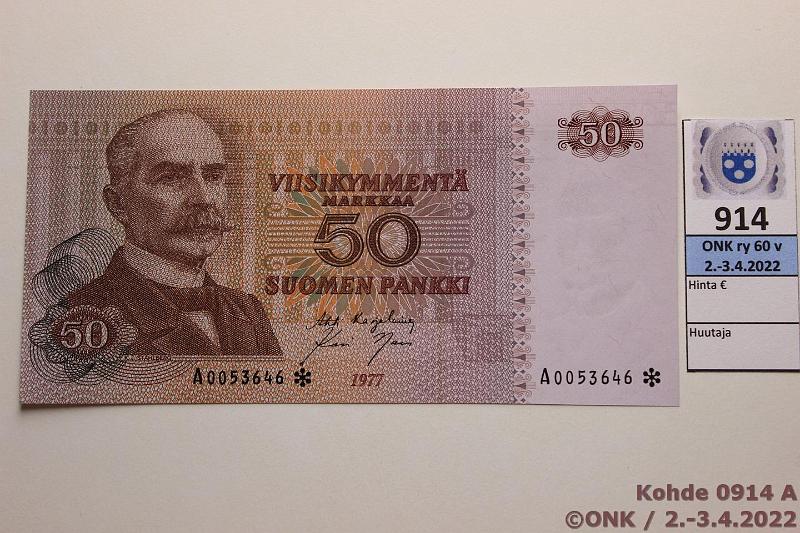 50
VIISIKYMMENTÄ
MARKKAA
50
SUOMEN PANKKI
50
A0053646 *
1977
A0053646 *
914
ONK ry 60 v
2.-3.4.2022
Hinta €
Huutaja
Kohde 0914 A
©ONK / 2.-3.4.2022